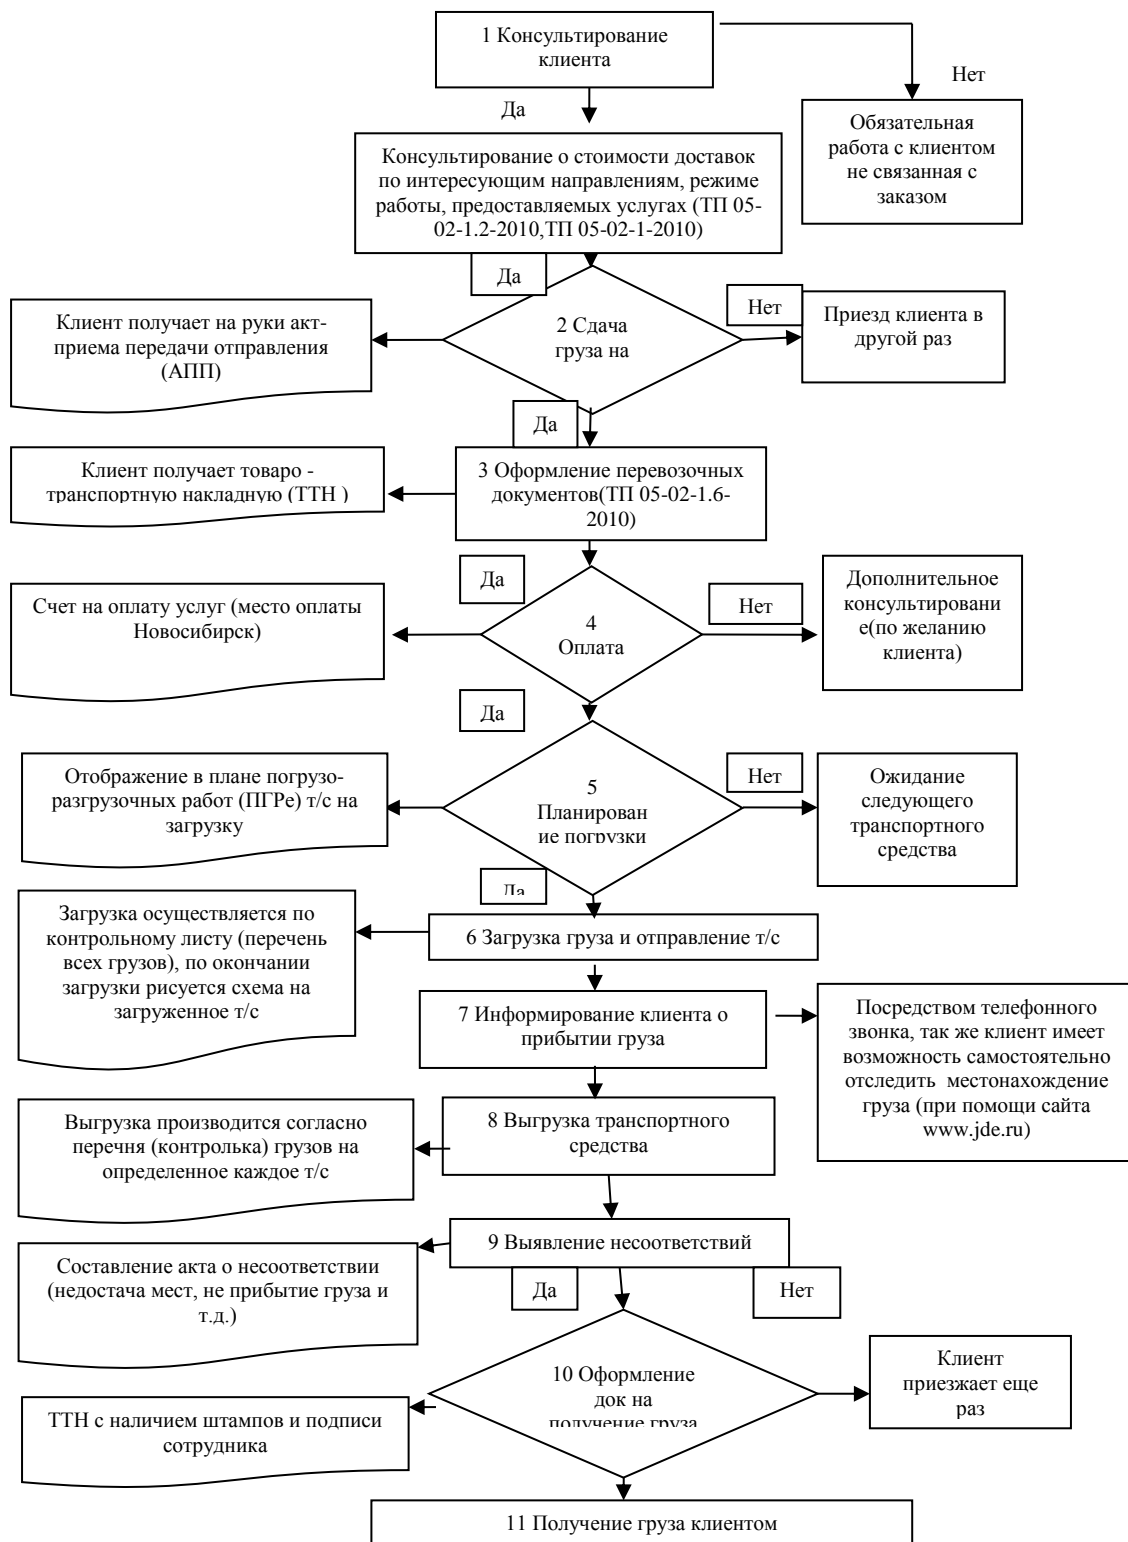 1 Консультирование
клиента
Нет
Да
Обязательная
работа с клиентом
не связанная с
заказом
Консультирование о стоимости доставок
по интересующим направлениям, режиме
работы, предоставляемых услугах (ТП 05-
02-1.2-2010,ТП 05-02-1-2010)
Да
Нет
Клиент получает на руки акт-
приема передачи отправления
(АПП)
2 Сдача
груза на
Приезд клиента в
другой раз
Да
Клиент получает товаро -
транспортную накладную (ТТН )
3 Оформление перевозочных
документов(ТП 05-02-1.6-
2010)
Да
Нет
Счет на оплату услуг (место оплаты
Новосибирск)
4
Оплата
Дополнительное
консультировани
е(по желанию
клиента)
Да
Нет
Отображение в плане погрузо-
разгрузочных работ (ПГРе) т/с на
загрузку
5
Планирован
ие погрузки
Ожидание
следующего
транспортного
средства
Да
Загрузка осуществляется по
контрольному листу (перечень
всех грузов), по окончании
загрузки рисуется схема на
загруженное т/с
6 Загрузка груза и отправление т/с
7 Информирование клиента о
прибытии груза
Посредством телефонного
звонка, так же клиент имеет
возможность самостоятельно
отследить местонахождение
груза (при помощи сайта
www.jde.ru)
Выгрузка производится согласно
перечня (контролька) грузов на
определенное каждое т/с
8 Выгрузка транспортного
средства
9 Выявление несоответствий
Составление акта о несоответствии
(недостача мест, не прибытие груза и
т.д.)
Да
Нет
10 Оформление
док на
получение груза
Клиент
приезжает еще
раз
ТТН с наличием штампов и подписи
сотрудника
11 Получение груза клиентом